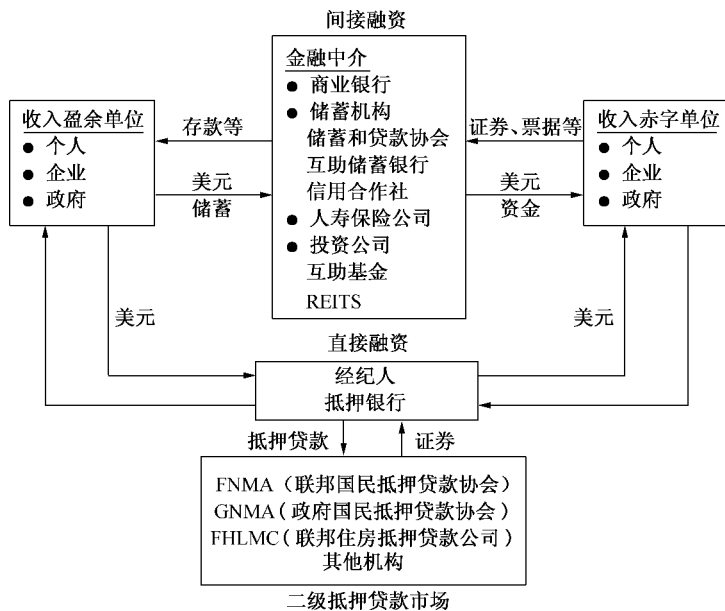 间接融资
金融中介
● 商业银行
● 储蓄机构
储蓄和贷款协会
互助储蓄银行
信用合作社
● 人寿保险公司
● 投资公司
互助基金
REITS
收入盈余单位
● 个人
● 企业
● 政府
存款等
美元
储蓄
证券、票据等
美元
资金
收入赤字单位
● 个人
● 企业
● 政府
美元
美元
直接融资
经纪人
抵押银行
抵押贷款
证券
FNMA（联邦国民抵押贷款协会）
GNMA（政府国民抵押贷款协会）
FHLMC（联邦住房抵押贷款公司）
其他机构
二级抵押贷款市场